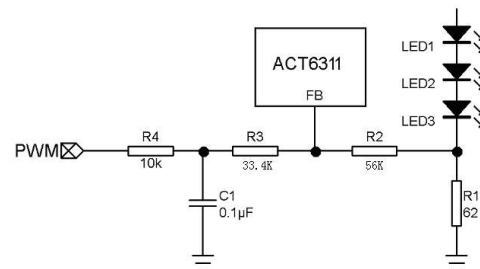 ACT6311
FB
LED1
LED2
LED3
PWM
R4
10k
R3
33.4K
R2
56K
C1
0.1µF
R1
62